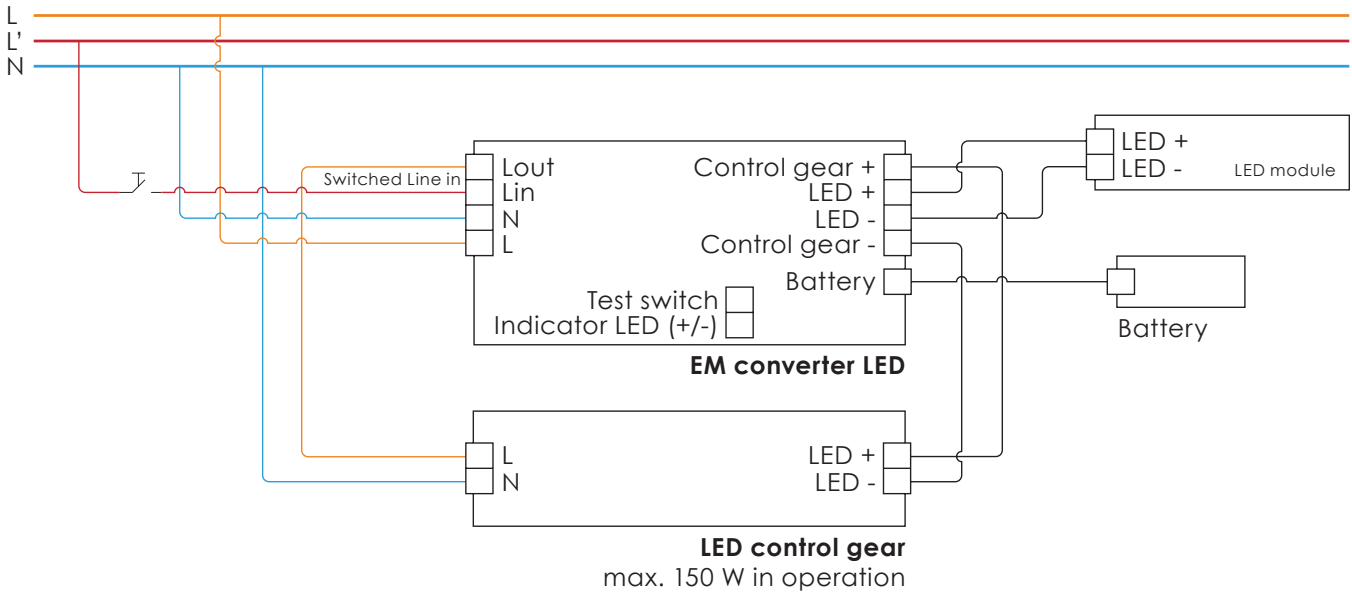 L
L'
N
Switched Line in
Lout
Lin
N
L
Control gear +
LED +
LED -
Control gear -
Battery
Test switch
Indicator LED (+/-)
EM converter LED
LED +
LED -
LED module
Battery
L
N
LED +
LED -
LED control gear
max. 150 W in operation